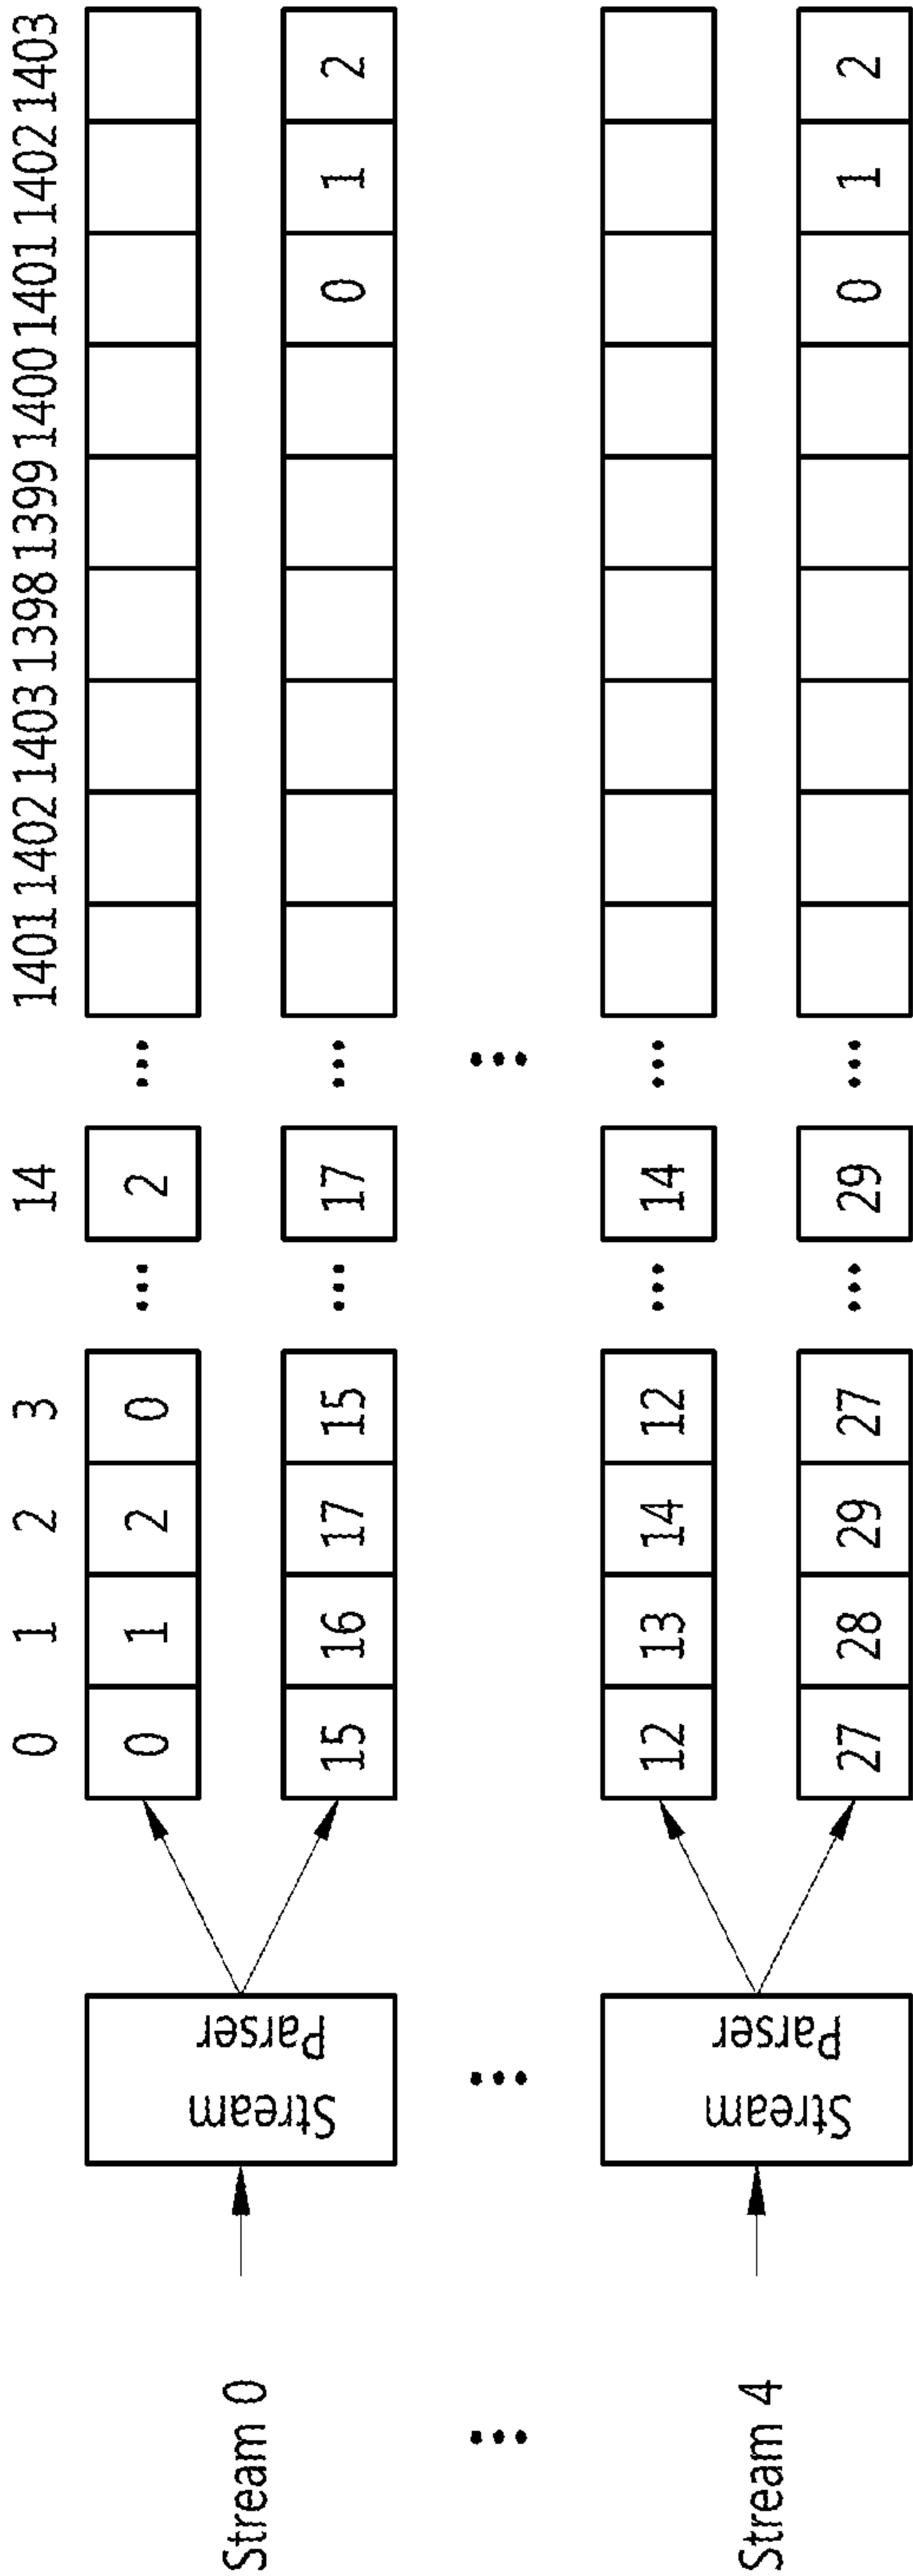 0 1 2 3 14 1401 1402 1403 1398 1399 1400 1401 1402 1403
0 1 2 0 ... 2 ...
Stream 0
Stream Parser
15 16 17 15 ... 17 ... 0 1 2
... ... ...
12 13 14 12 ... 14 ...
Stream 4
Stream Parser
27 28 29 27 ... 29 ... 0 1 2